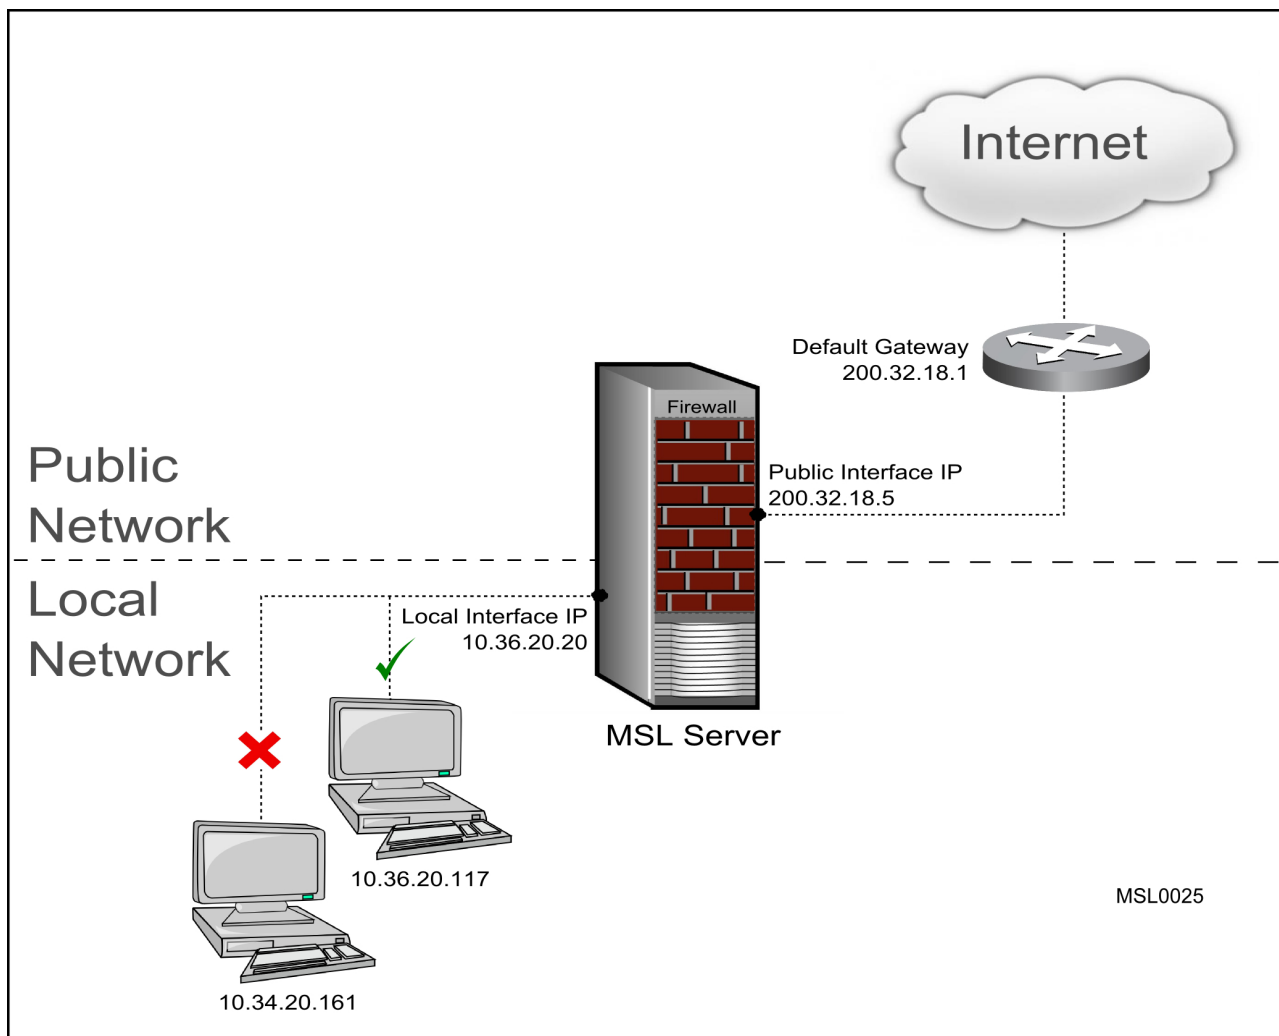 Internet
Default Gateway
200.32.18.1
Firewall
Public Interface IP
200.32.18.5
Public
Network
Local
Network
Local Interface IP
10.36.20.20
MSL Server
10.36.20.117
10.34.20.161
MSL0025